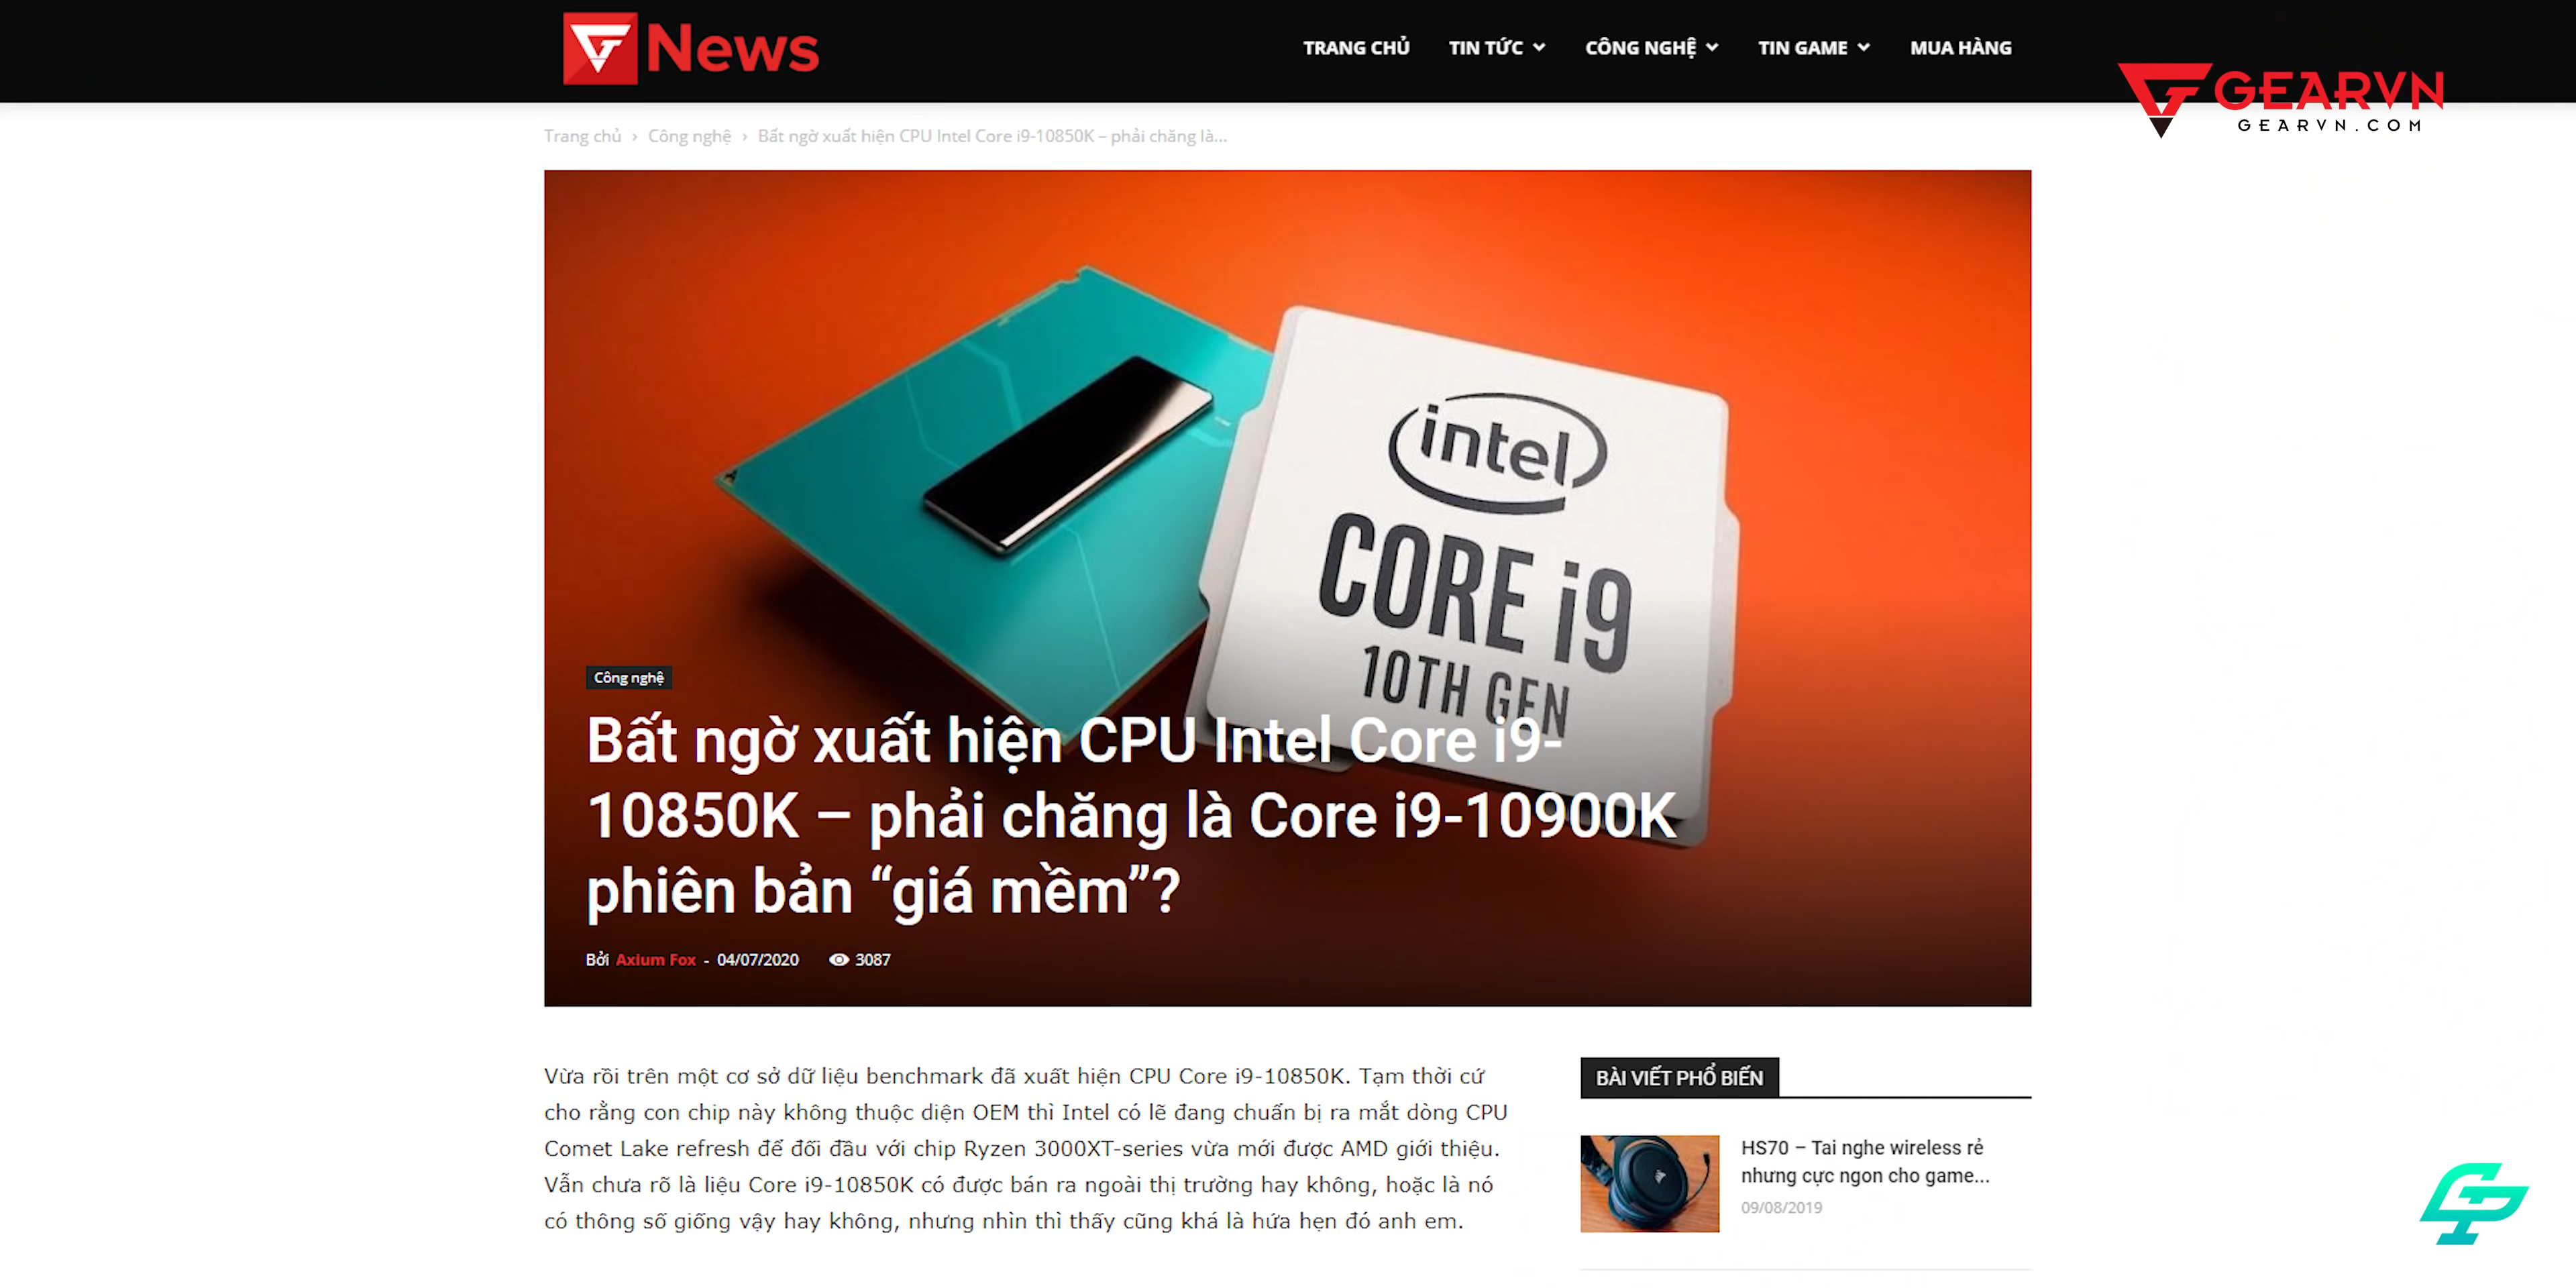 News
TRANG CHỦ TIN TỨC CÔNG NGHỆ TIN GAME MUA HÀNG
GEARVN
GEARVN.COM
Trang chủ › Công nghệ › Bất ngờ xuất hiện CPU Intel Core i9-10850K – phải chăng là...
intel
CORE i9
10TH GEN
Công nghệ
Bất ngờ xuất hiện CPU Intel Core i9-
10850K – phải chăng là Core i9-10900K
phiên bản “giá mềm”?
Bởi Axium Fox - 04/07/2020 3087
Vừa rồi trên một cơ sở dữ liệu benchmark đã xuất hiện CPU Core i9-10850K. Tạm thời cứ
cho rằng con chip này không thuộc diện OEM thì Intel có lẽ đang chuẩn bị ra mắt dòng CPU
Comet Lake refresh để đối đầu với chip Ryzen 3000XT-series vừa mới được AMD giới thiệu.
Vẫn chưa rõ là liệu Core i9-10850K có được bán ra ngoài thị trường hay không, hoặc là nó
có thông số giống vậy hay không, nhưng nhìn thì thấy cũng khá là hứa hẹn đó anh em.
BÀI VIẾT PHỔ BIẾN
HS70 – Tai nghe wireless rẻ
nhưng cực ngon cho game...
09/08/2019